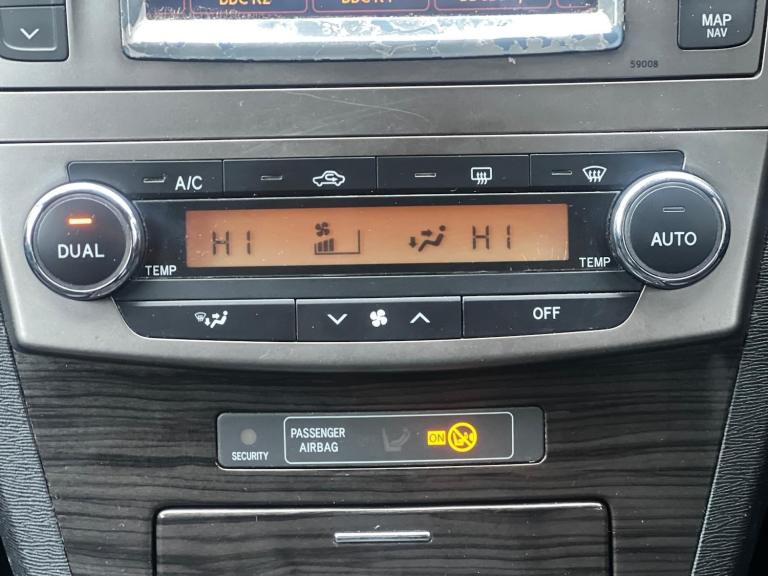 MAP
NAV
59008
A/C
DUAL
HI
HI
AUTO
TEMP
TEMP
OFF
SECURITY
PASSENGER
AIRBAG
ON